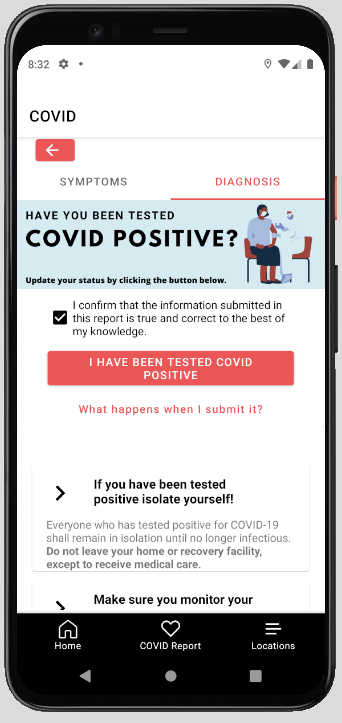 8:32
COVID
SYMPTOMS DIAGNOSIS
HAVE YOU BEEN TESTED
COVID POSITIVE?
Update your status by clicking the button below.
I confirm that the information submitted in
this report is true and correct to the best of
my knowledge.
I HAVE BEEN TESTED COVID
POSITIVE
What happens when I submit it?
If you have been tested
positive isolate yourself!
Everyone who has tested positive for COVID-19
shall remain in isolation until no longer infectious.
Do not leave your home or recovery facility,
except to receive medical care.
Make sure you monitor your
Home COVID Report Locations